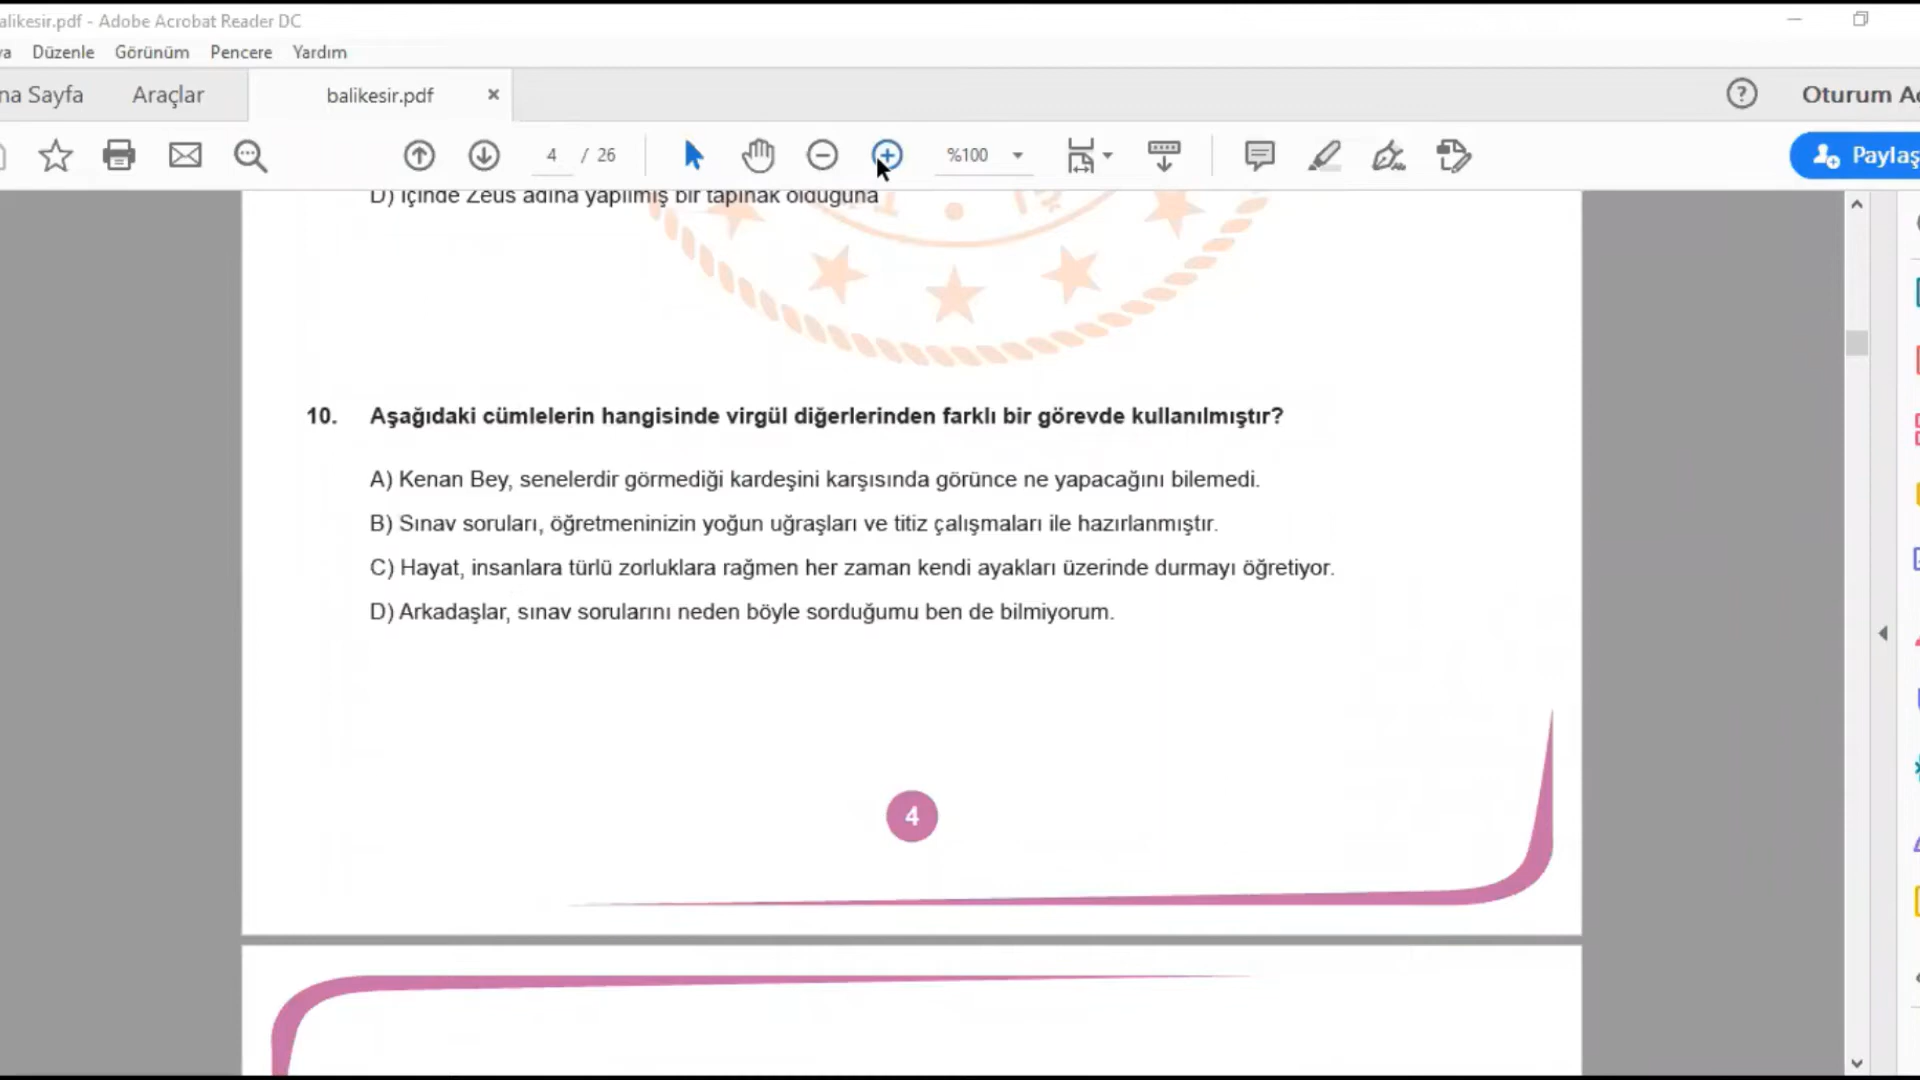 alikesir.pdf - Adobe Acrobat Reader DC
ya Düzenle Görünüm Pencere Yardım
na Sayfa Araçlar balikesir.pdf × ? Oturum Aç
4 / 26 %100 Paylaş
D) İçinde Zeus adına yapılmış bir tapınak olduğuna
10. Aşağıdaki cümlelerin hangisinde virgül diğerlerinden farklı bir görevde kullanılmıştır?
A) Kenan Bey, senelerdir görmediği kardeşini karşısında görünce ne yapacağını bilemedi.
B) Sınav soruları, öğretmeninizin yoğun uğraşları ve titiz çalışmaları ile hazırlanmıştır.
C) Hayat, insanlara türlü zorluklara rağmen her zaman kendi ayakları üzerinde durmayı öğretiyor.
D) Arkadaşlar, sınav sorularını neden böyle sorduğumu ben de bilmiyorum.
4